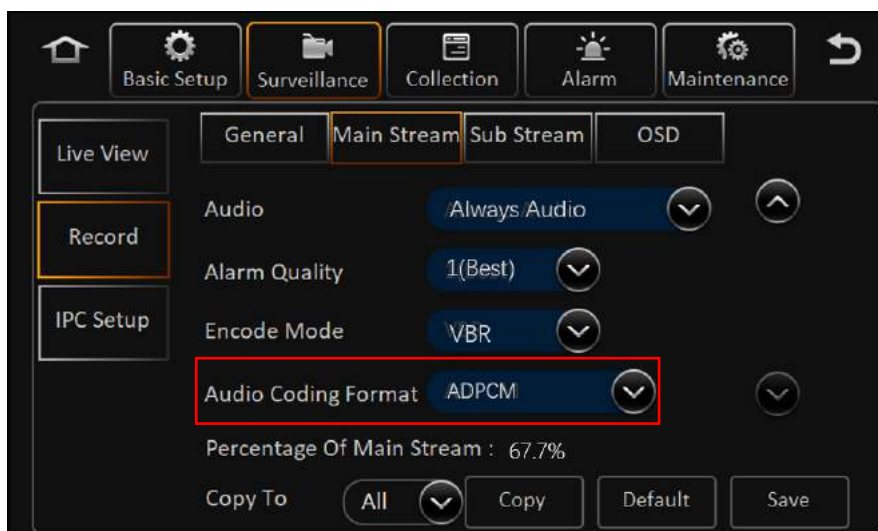 Basic Setup Surveillance Collection Alarm Maintenance
General Main Stream Sub Stream OSD
Live View
Record
IPC Setup
Audio Always Audio
Alarm Quality 1(Best)
Encode Mode VBR
Audio Coding Format ADPCM
Percentage Of Main Stream : 67.7%
Copy To All Copy Default Save